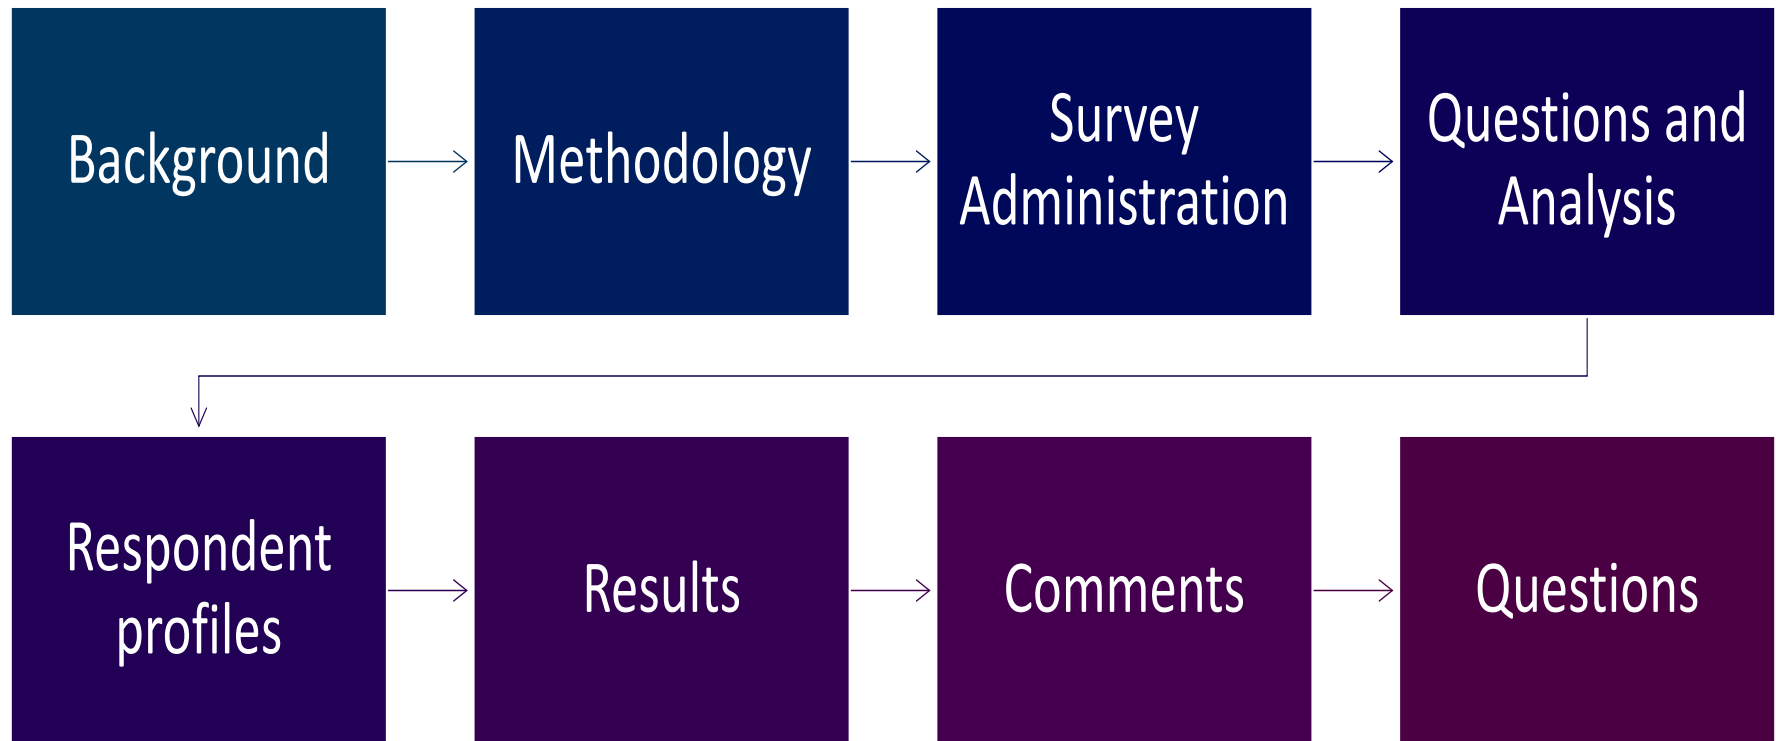 Background
Methodology
Survey
Administration
Questions and
Analysis
Respondent
profiles
Results
Comments
Questions